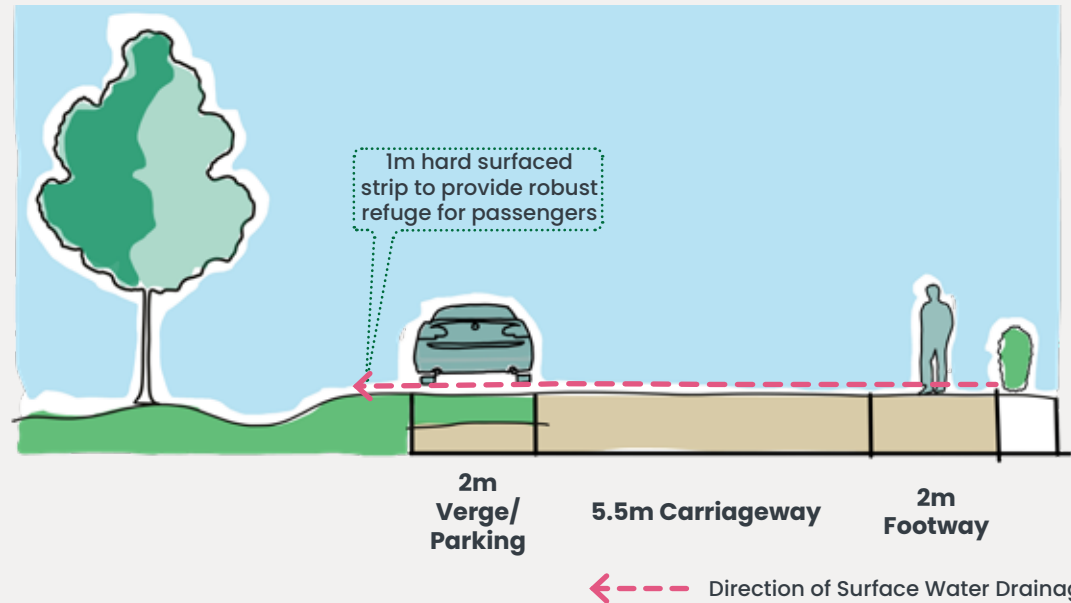 1m hard surfaced
strip to provide robust
refuge for passengers
2m
Verge/
Parking
5.5m Carriageway
2m
Footway
Direction of Surface Water Drainag